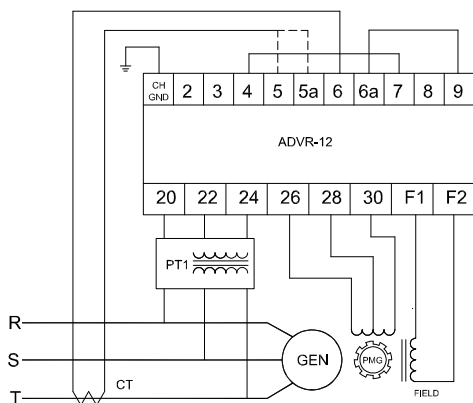 CH GND 2 3 4 5 5a 6 6a 7 8 9
ADVR-12
20 22 24 26 28 30 F1 F2
PT1
R
S
T
CT
GEN
PMG
FIELD